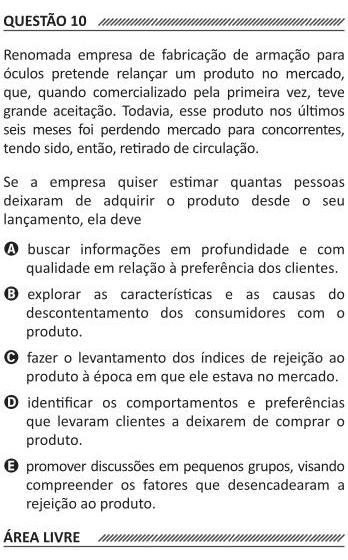 QUESTÃO 10
Renomada empresa de fabricação de armação para
óculos pretende relançar um produto no mercado,
que, quando comercializado pela primeira vez, teve
grande aceitação. Todavia, esse produto nos últimos
seis meses foi perdendo mercado para concorrentes,
tendo sido, então, retirado de circulação.
Se a empresa quiser estimar quantas pessoas
deixaram de adquirir o produto desde o seu
lançamento, ela deve
A buscar informações em profundidade e com
qualidade em relação à preferência dos clientes.
B explorar as características e as causas do
descontentamento dos consumidores com o
produto.
C fazer o levantamento dos índices de rejeição ao
produto à época em que ele estava no mercado.
D identificar os comportamentos e preferências
que levaram clientes a deixarem de comprar o
produto.
E promover discussões em pequenos grupos, visando
compreender os fatores que desencadearam a
rejeição ao produto.
ÁREA LIVRE